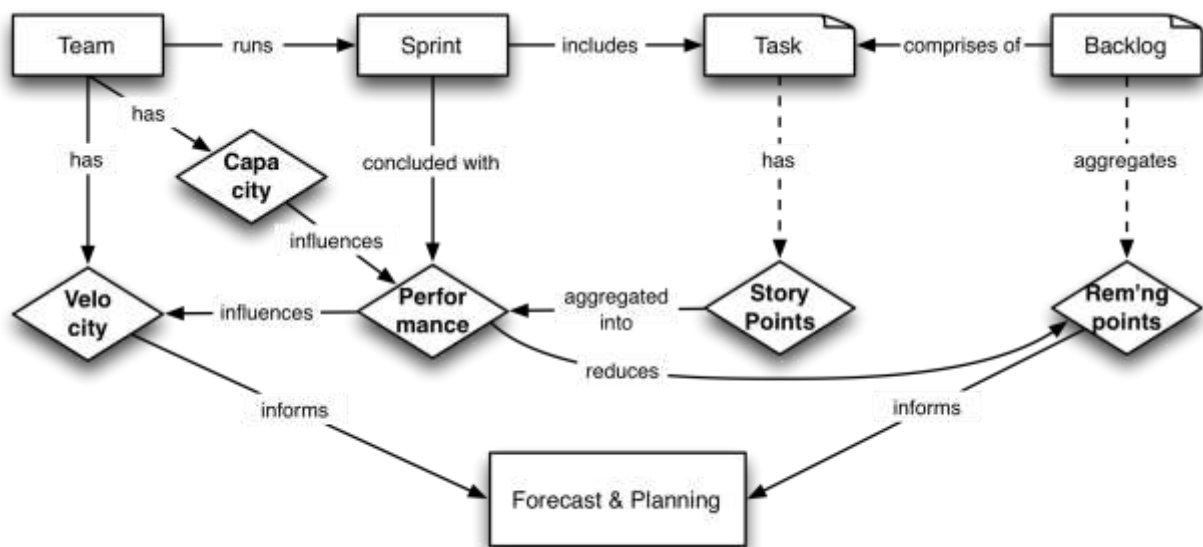 Team
runs
Sprint
includes
Task
comprises of
Backlog
has
has
Capa
city
concluded with
has
aggregates
influences
Velo
city
influences
Perfor
mance
aggregated
into
Story
Points
Rem'ng
points
reduces
informs
informs
Forecast & Planning